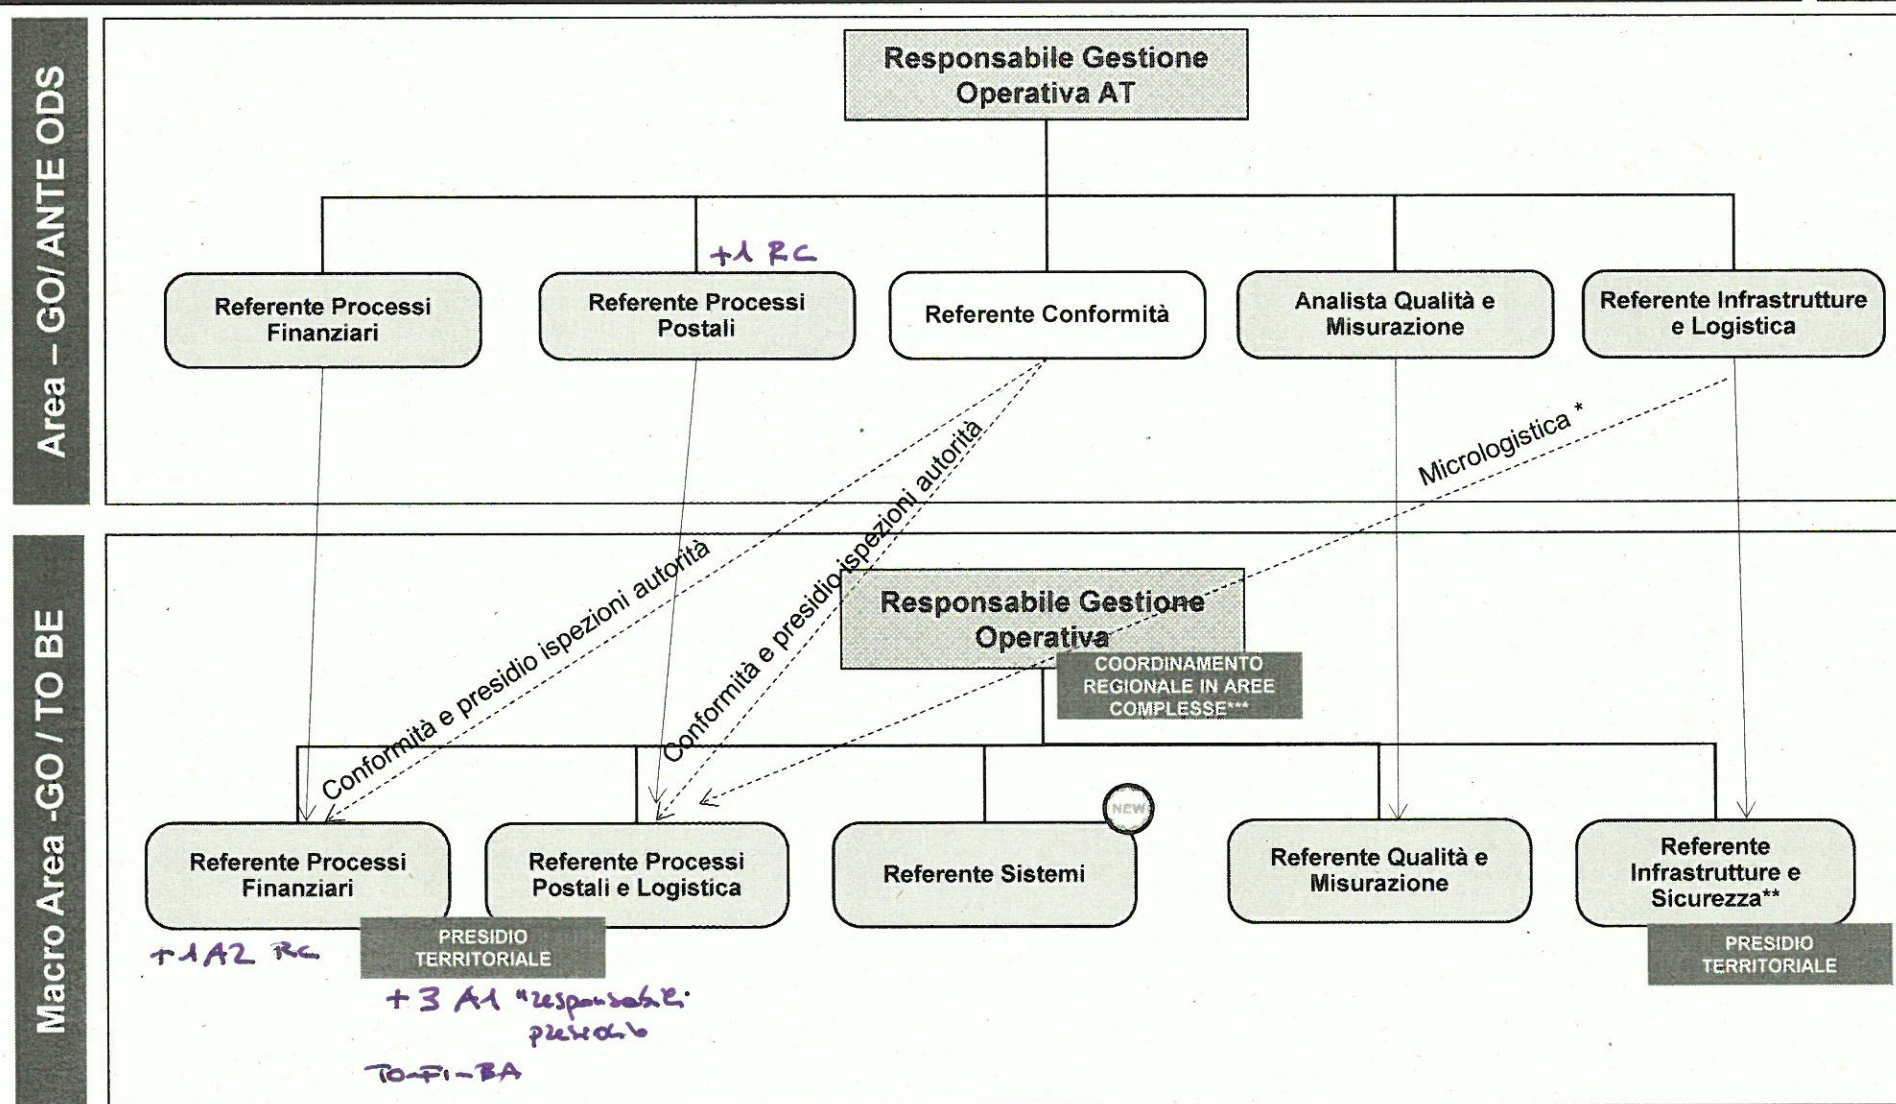 Area – GO/ ANTE ODS
Responsabile Gestione
Operativa AT
+1 RC
Referente Processi
Finanziari
Referente Processi
Postali
Referente Conformità
Analista Qualità e
Misurazione
Referente Infrastrutture
e Logistica
Conformità e presidio ispezioni autorità
Conformità e presidio ispezioni autorità
Micrologistica *
Macro Area -GO / TO BE
Responsabile Gestione
Operativa
COORDINAMENTO
REGIONALE IN AREE
COMPLESSE***
NEW
Referente Processi
Finanziari
Referente Processi
Postali e Logistica
Referente Sistemi
Referente Qualità e
Misurazione
Referente
Infrastrutture e
Sicurezza**
+1 A2 RC
PRESIDIO
TERRITORIALE
PRESIDIO
TERRITORIALE
+ 3 A1 "responsabili
presidio
TO-FI-BA